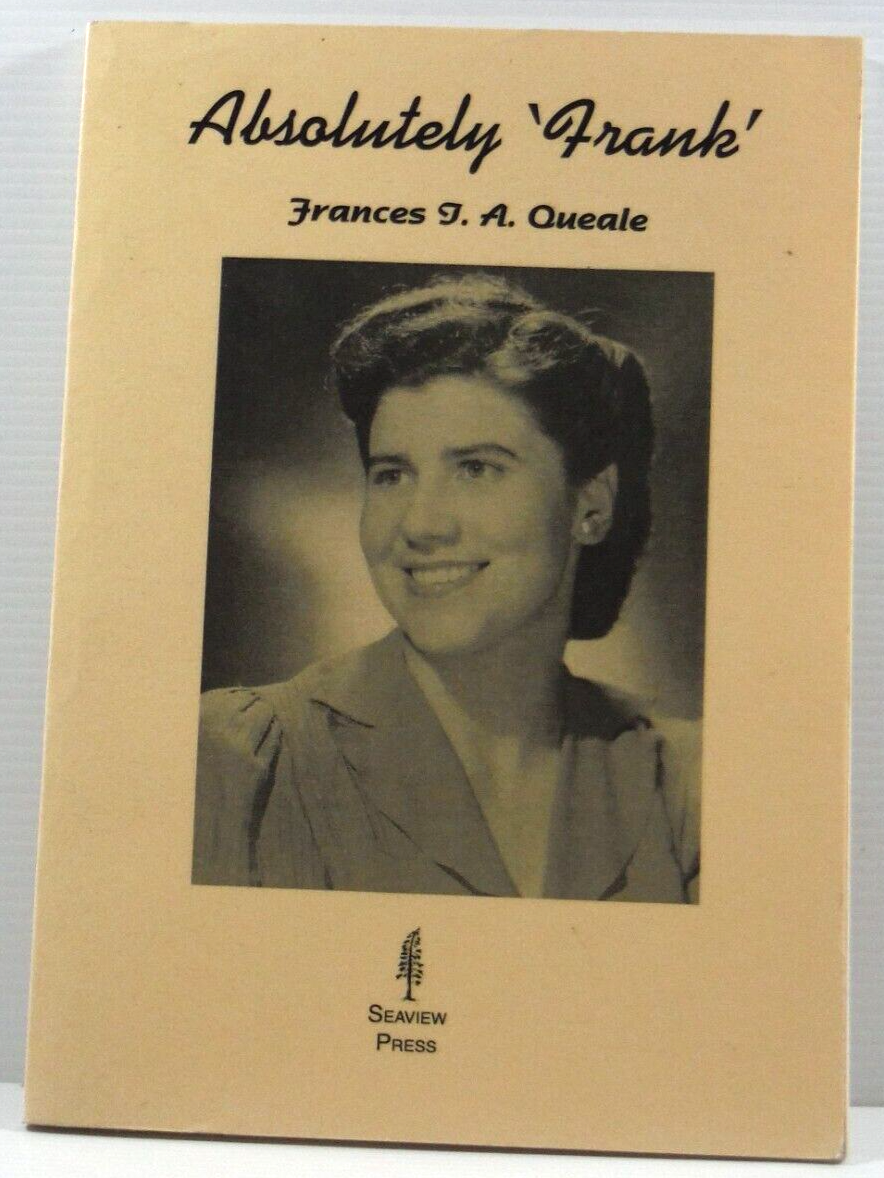 Absolutely ‵Frank′
Frances T. A. Queale
SEAVIEW
PRESS